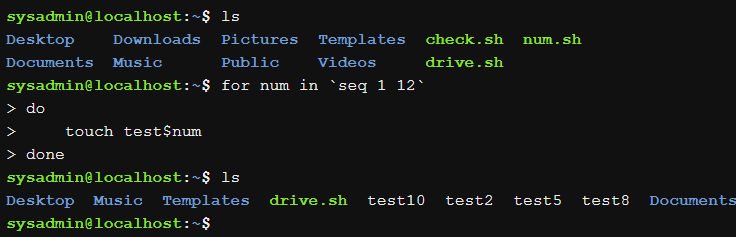 sysadmin@localhost:~$ ls
Desktop    Downloads  Pictures  Templates  check.sh  num.sh
Documents  Music      Public    Videos     drive.sh
sysadmin@localhost:~$ for num in `seq 1 12`
> do
>     touch test$num
> done
sysadmin@localhost:~$ ls
Desktop  Music  Templates  drive.sh  test10  test2  test5  test8  Documents
sysadmin@localhost:~$